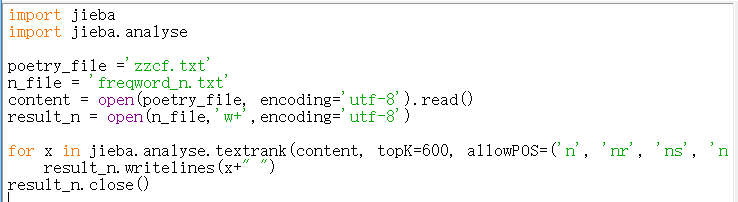 import jieba
import jieba.analyse
poetry_file ='zzcf.txt'
n_file = 'freqword_n.txt'
content = open(poetry_file, encoding='utf-8').read()
result_n = open(n_file,'w+',encoding='utf-8')
for x in jieba.analyse.textrank(content, topK=600, allowPOS=('n', 'nr', 'ns', 'n
result_n.writelines(x+" ")
result_n.close()